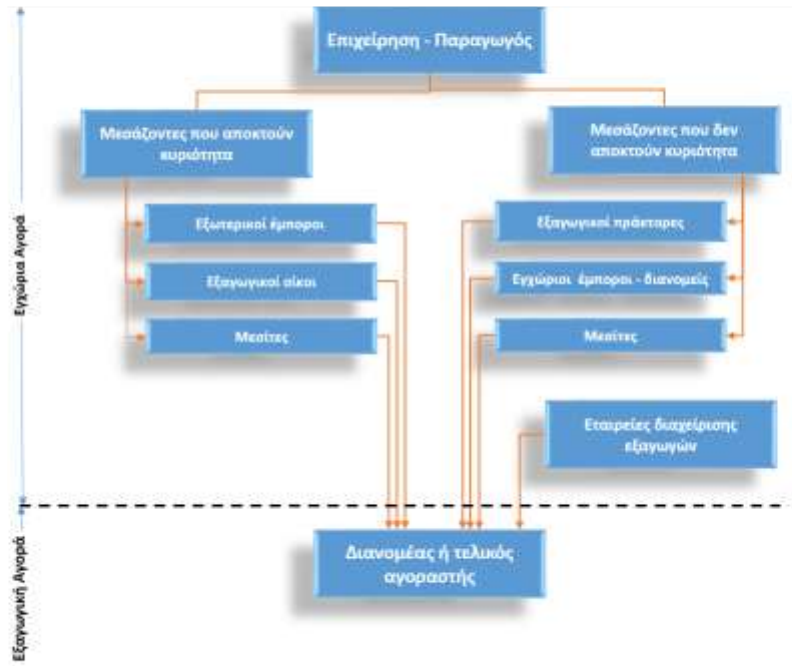 Επιχείρηση - Παραγωγός
Μεσάζοντες που αποκτούν
κυριότητα
Μεσάζοντες που δεν
αποκτούν κυριότητα
Εξωτερικοί έμποροι
Εξαγωγικοί πράκτορες
Εξαγωγικοί οίκοι
Εγχώριοι έμποροι - διανομείς
Μεσίτες
Μεσίτες
Εταιρείες διαχείρισης
εξαγωγών
Διανομέας ή τελικός
αγοραστής
Εγχώρια Αγορά
Εξαγωγική Αγορά